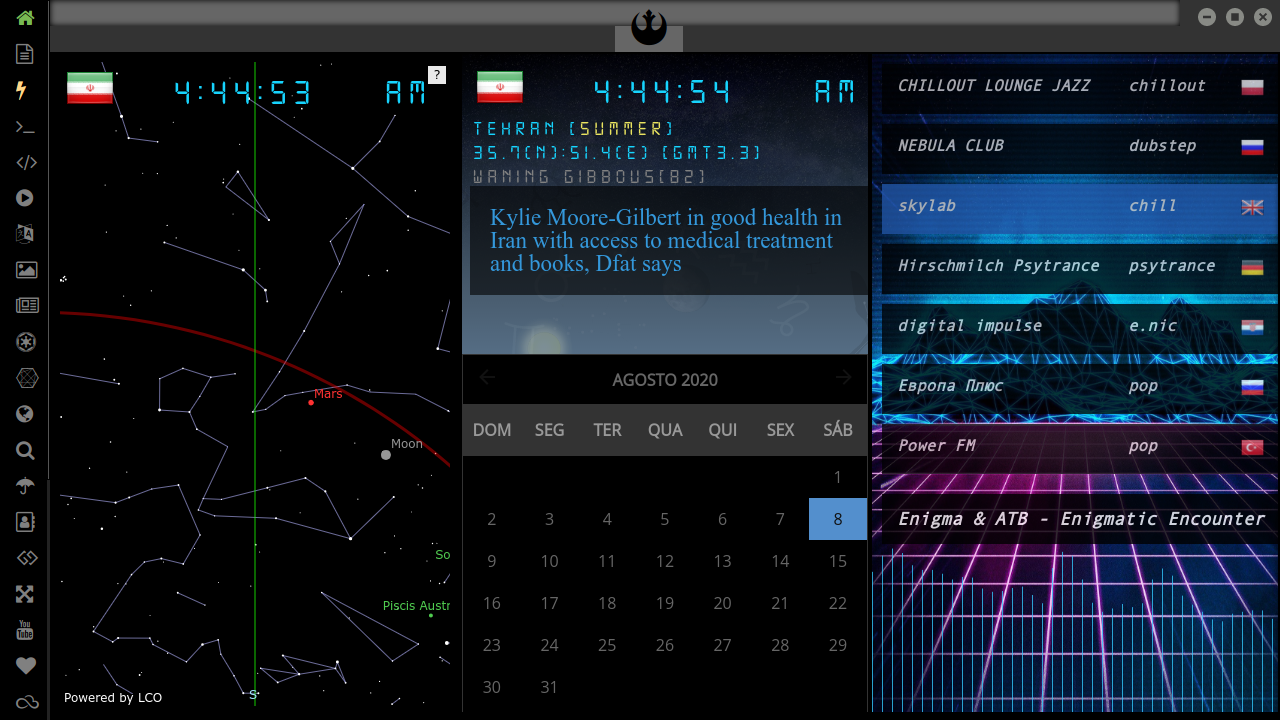 4:44:53 AM
?
Mars
Moon
So
Piscis Austr
S
Powered by LCO
4:44:54 AM
TEHRAN (SUMMER)
35.7(N):51.4(E) (GMT3.3)
WANING GIBBOUS(82)
Kylie Moore-Gilbert in good health in
Iran with access to medical treatment
and books, Dfat says
AGOSTO 2020
DOM SEG TER QUA QUI SEX SÁB
1
2 3 4 5 6 7 8
9 10 11 12 13 14 15
16 17 18 19 20 21 22
23 24 25 26 27 28 29
30 31
CHILLOUT LOUNGE JAZZ chillout
NEBULA CLUB dubstep
skylab chill
Hirschmilch Psytrance psytrance
digital impulse e.nic
Европа Плюс pop
Power FM pop
Enigma & ATB - Enigmatic Encounter
You
Tube